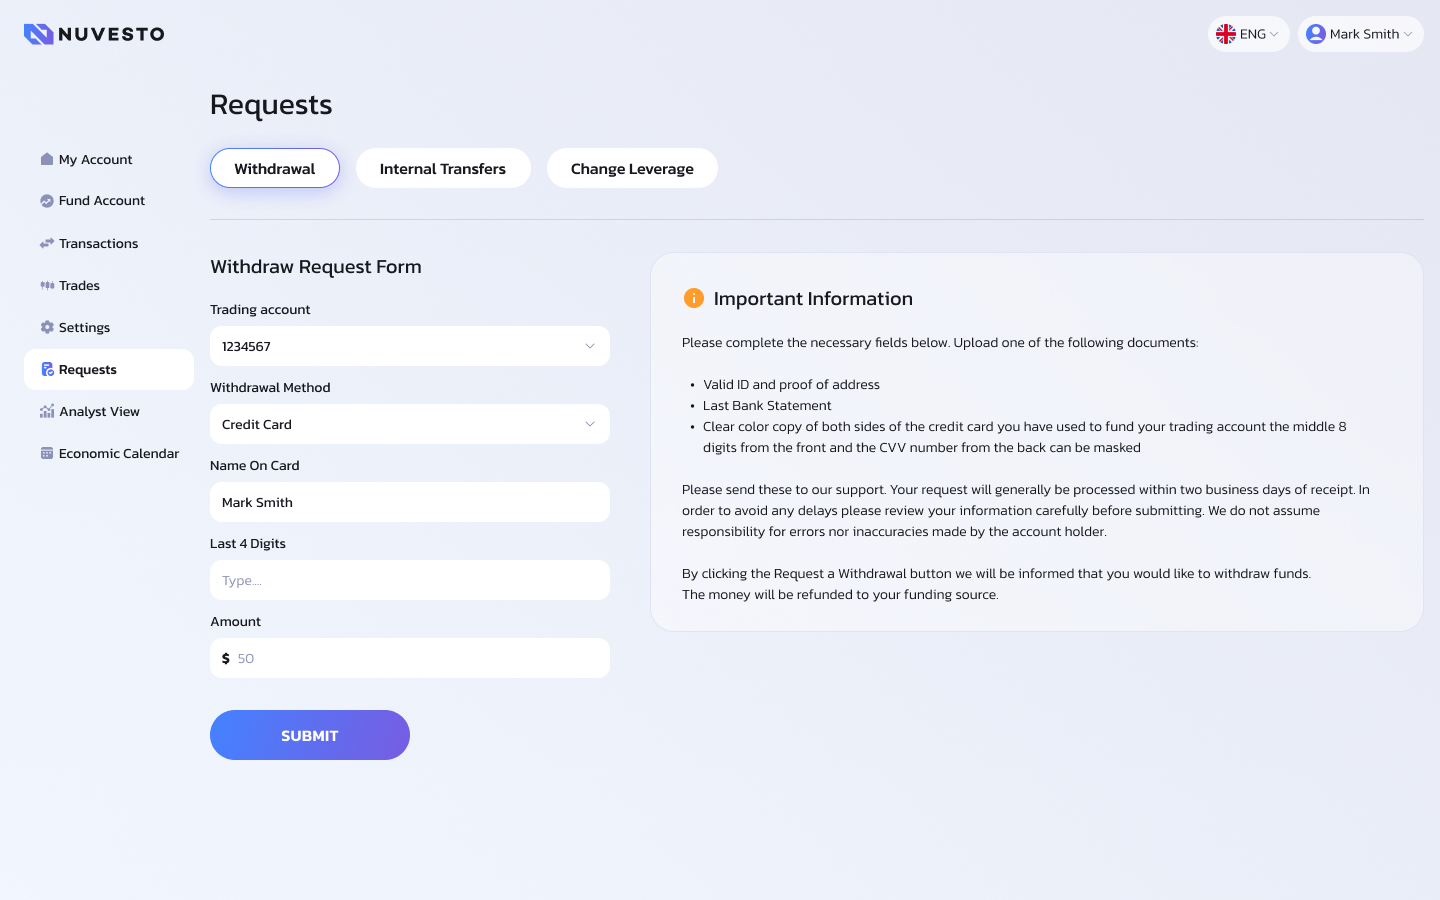 NUVESTO
ENG
Mark Smith
Requests
My Account
Fund Account
Transactions
Trades
Settings
Requests
Analyst View
Economic Calendar
Withdrawal
Internal Transfers
Change Leverage
Withdraw Request Form
Trading account
1234567
Withdrawal Method
Credit Card
Name On Card
Mark Smith
Last 4 Digits
Type....
Amount
$ 50
SUBMIT
Important Information
Please complete the necessary fields below. Upload one of the following documents:
• Valid ID and proof of address
• Last Bank Statement
• Clear color copy of both sides of the credit card you have used to fund your trading account the middle 8
digits from the front and the CVV number from the back can be masked
Please send these to our support. Your request will generally be processed within two business days of receipt. In
order to avoid any delays please review your information carefully before submitting. We do not assume
responsibility for errors nor inaccuracies made by the account holder.
By clicking the Request a Withdrawal button we will be informed that you would like to withdraw funds.
The money will be refunded to your funding source.